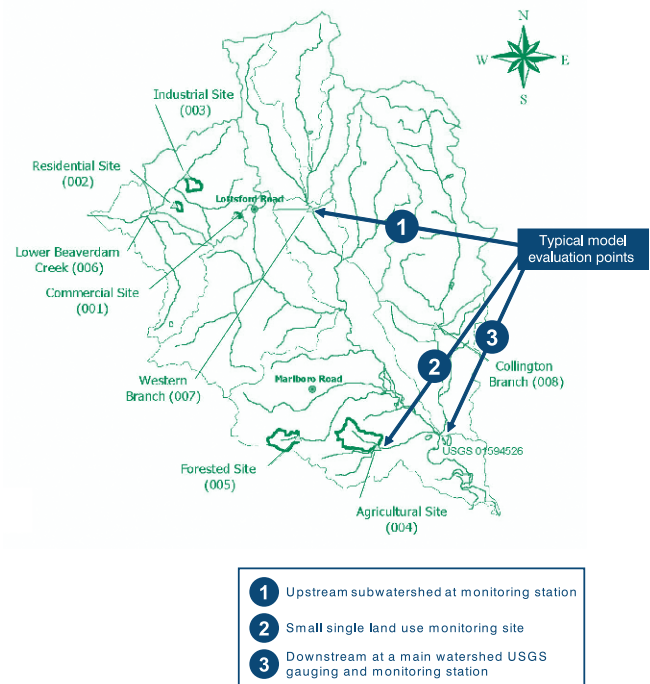 N
W E
S
Industrial Site
(003)
Residential Site
(002)
Lottsford Road
1
Typical model
evaluation points
Lower Beaverdam
Creek (006)
Commercial Site
(001)
3
2
Collington
Branch (008)
Western
Branch (007)
Marlboro Road
USGS 01594526
Forested Site
(005)
Agricultural Site
(004)
1 Upstream subwatershed at monitoring station
2 Small single land use monitoring site
3 Downstream at a main watershed USGS
gauging and monitoring station